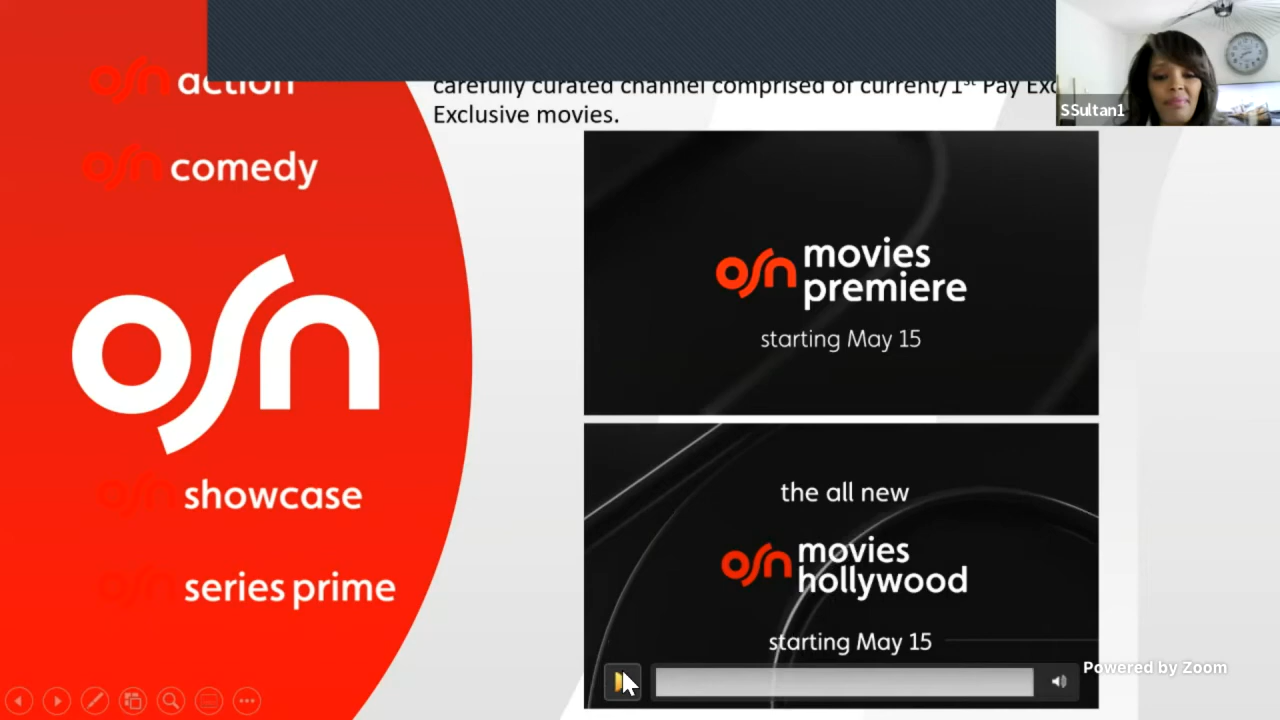 osn action
carefully curated channel comprised of current/1st Pay
Exclusive movies.
SSultan1
osn comedy
osn
osn showcase
osn series prime
osn movies
premiere
starting May 15
the all new
osn movies
hollywood
starting May 15
Powered by Zoom